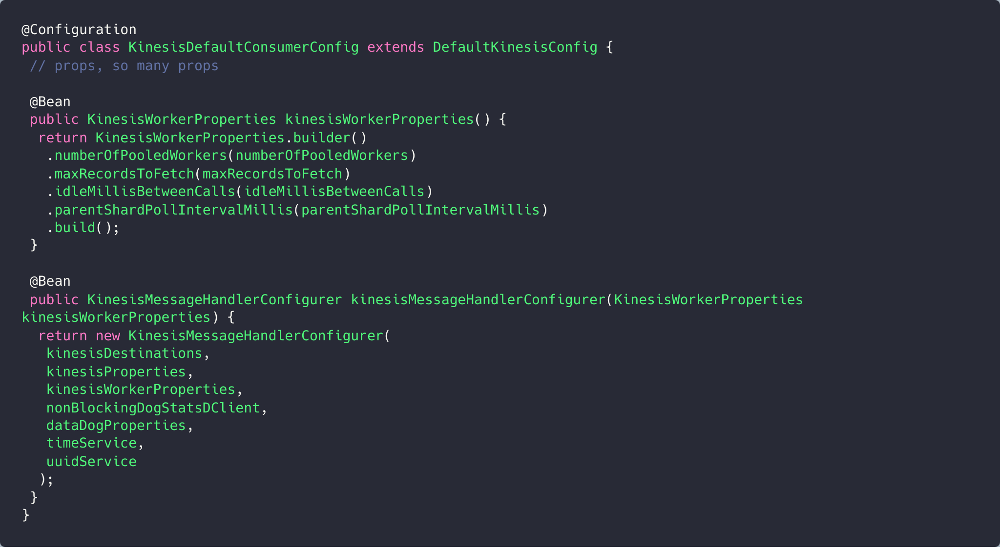 @Configuration
public class KinesisDefaultConsumerConfig extends DefaultKinesisConfig {
 // props, so many props

 @Bean
 public KinesisWorkerProperties kinesisWorkerProperties() {
  return KinesisWorkerProperties.builder()
   .numberOfPooledWorkers(numberOfPooledWorkers)
   .maxRecordsToFetch(maxRecordsToFetch)
   .idleMillisBetweenCalls(idleMillisBetweenCalls)
   .parentShardPollIntervalMillis(parentShardPollIntervalMillis)
   .build();
 }

 @Bean
 public KinesisMessageHandlerConfigurer kinesisMessageHandlerConfigurer(KinesisWorkerProperties
kinesisWorkerProperties) {
  return new KinesisMessageHandlerConfigurer(
   kinesisDestinations,
   kinesisProperties,
   kinesisWorkerProperties,
   nonBlockingDogStatsDClient,
   dataDogProperties,
   timeService,
   uuidService
  );
 }
}